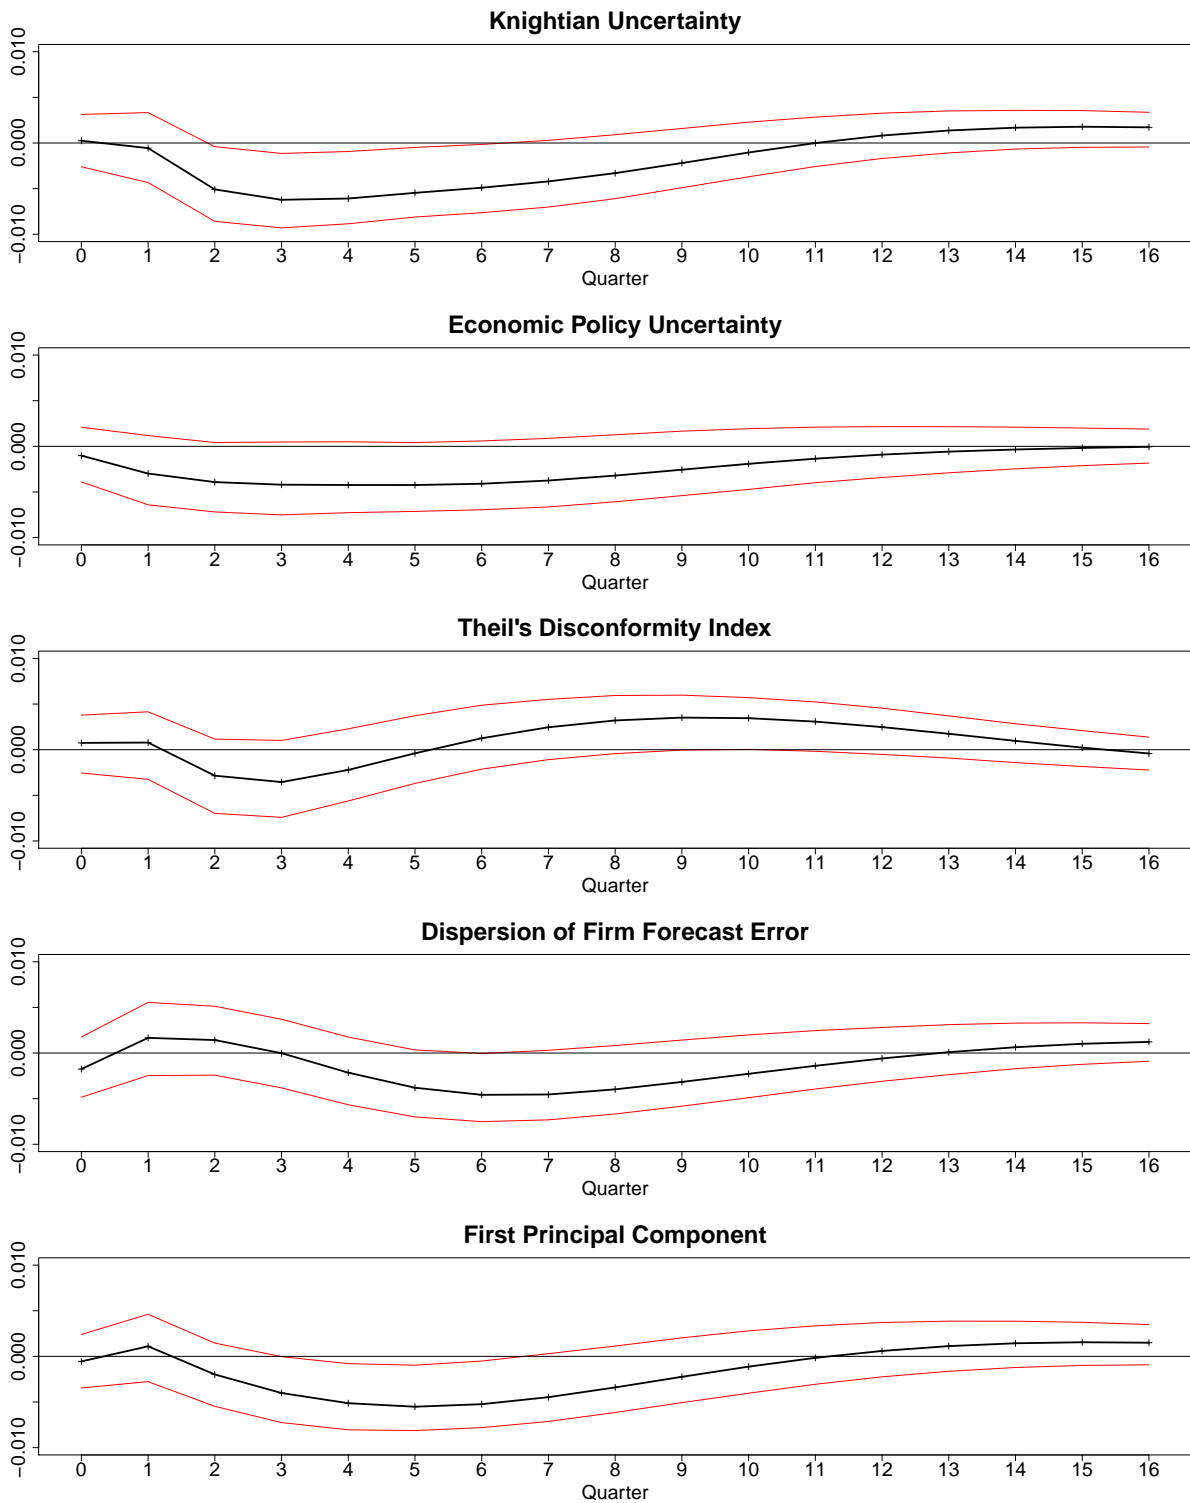 Knightian Uncertainty
0.010
0.000
−0.010
0 1 2 3 4 5 6 7 8 9 10 11 12 13 14 15 16
Quarter
Economic Policy Uncertainty
0.010
0.000
−0.010
0 1 2 3 4 5 6 7 8 9 10 11 12 13 14 15 16
Quarter
Theil's Disconformity Index
0.010
0.000
−0.010
0 1 2 3 4 5 6 7 8 9 10 11 12 13 14 15 16
Quarter
Dispersion of Firm Forecast Error
0.010
0.000
−0.010
0 1 2 3 4 5 6 7 8 9 10 11 12 13 14 15 16
Quarter
First Principal Component
0.010
0.000
−0.010
0 1 2 3 4 5 6 7 8 9 10 11 12 13 14 15 16
Quarter